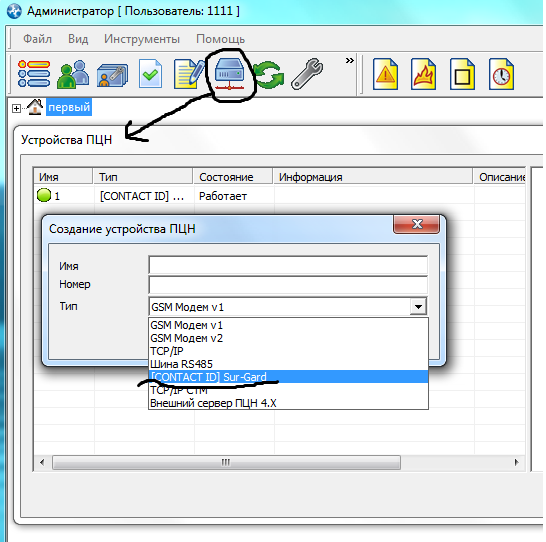 Администратор [ Пользователь: 1111 ]
Файл Вид Инструменты Помощь
»
первый
Устройства ПЦН
Имя Тип Состояние Информация Описание
1 [CONTACT ID] ... Работает
Создание устройства ПЦН
Имя
Номер
Тип GSM Модем v1
GSM Модем v1
GSM Модем v2
TCP/IP
Шина RS485
[CONTACT ID] Sur-Gard
TCP/IP СТМ
Внешний сервер ПЦН 4.X